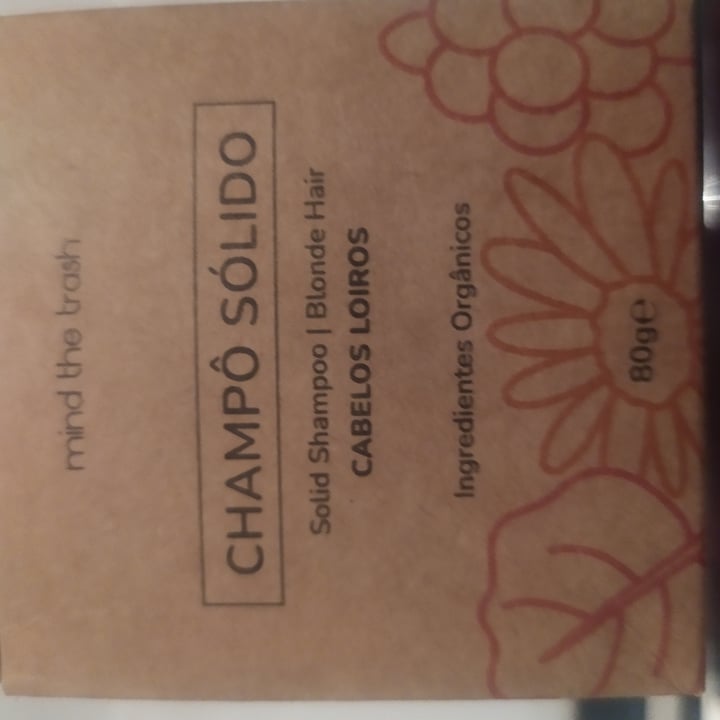 mind the trash
CHAMPÔ SÓLIDO
Solid Shampoo | Blonde Hair
CABELOS LOIROS
Ingredientes Orgânicos
80g℮